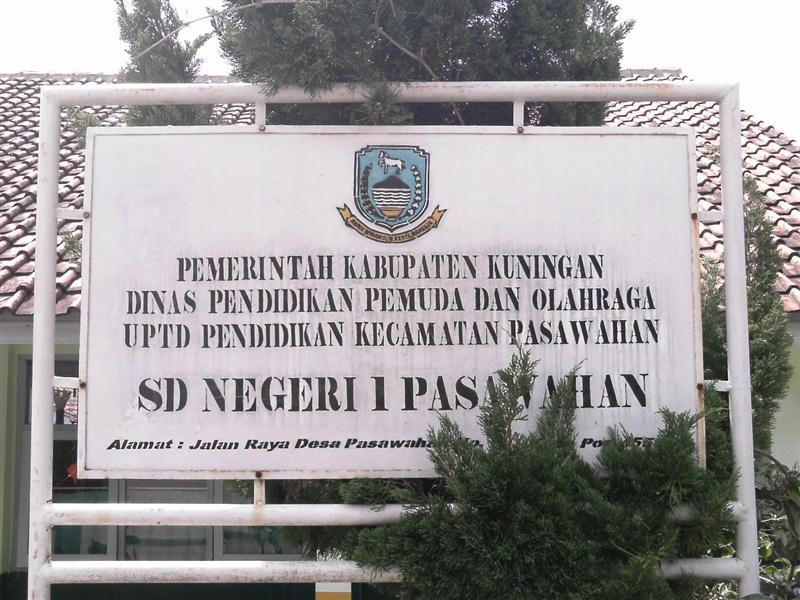 PEMERINTAH KABUPATEN KUNINGAN
DINAS PENDIDIKAN PEMUDA DAN OLAHRAGA
UPTD PENDIDIKAN KECAMATAN PASAWAHAN
SD NEGERI 1 PASAWAHAN
Alamat : Jalan Raya Desa Pasawahan